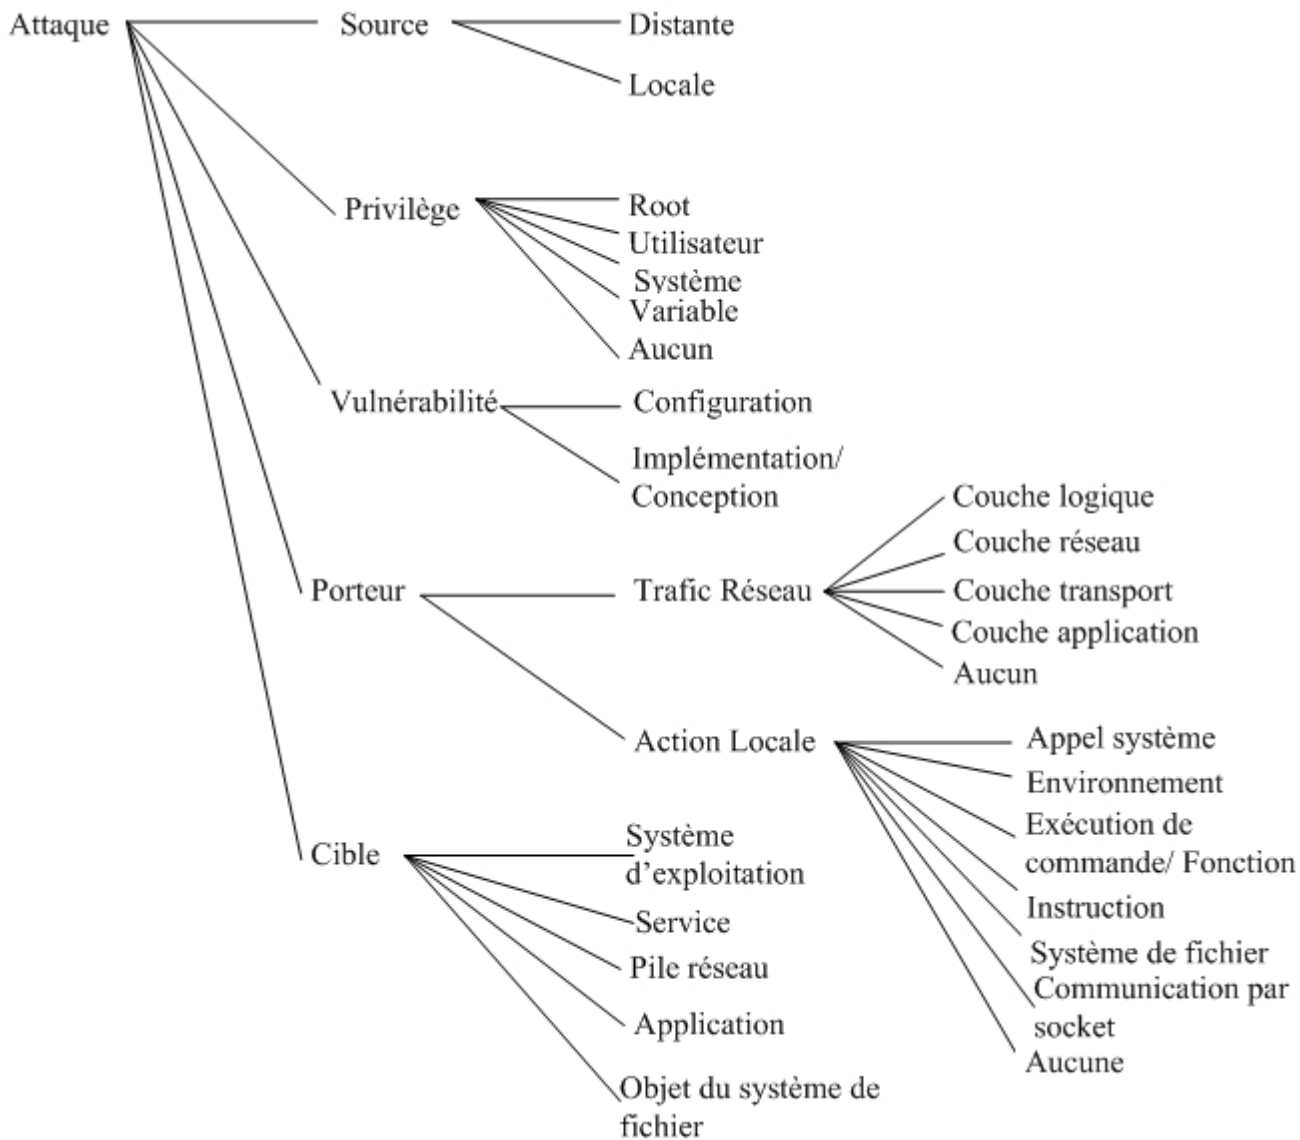 Attaque
Source
Distante
Locale
Privilège
Root
Utilisateur
Système
Variable
Aucun
Vulnérabilité
Configuration
Implémentation/
Conception
Porteur
Trafic Réseau
Couche logique
Couche réseau
Couche transport
Couche application
Aucun
Action Locale
Appel système
Environnement
Exécution de
commande/ Fonction
Instruction
Système de fichier
Communication par
socket
Aucune
Cible
Système
d’exploitation
Service
Pile réseau
Application
Objet du système de
fichier